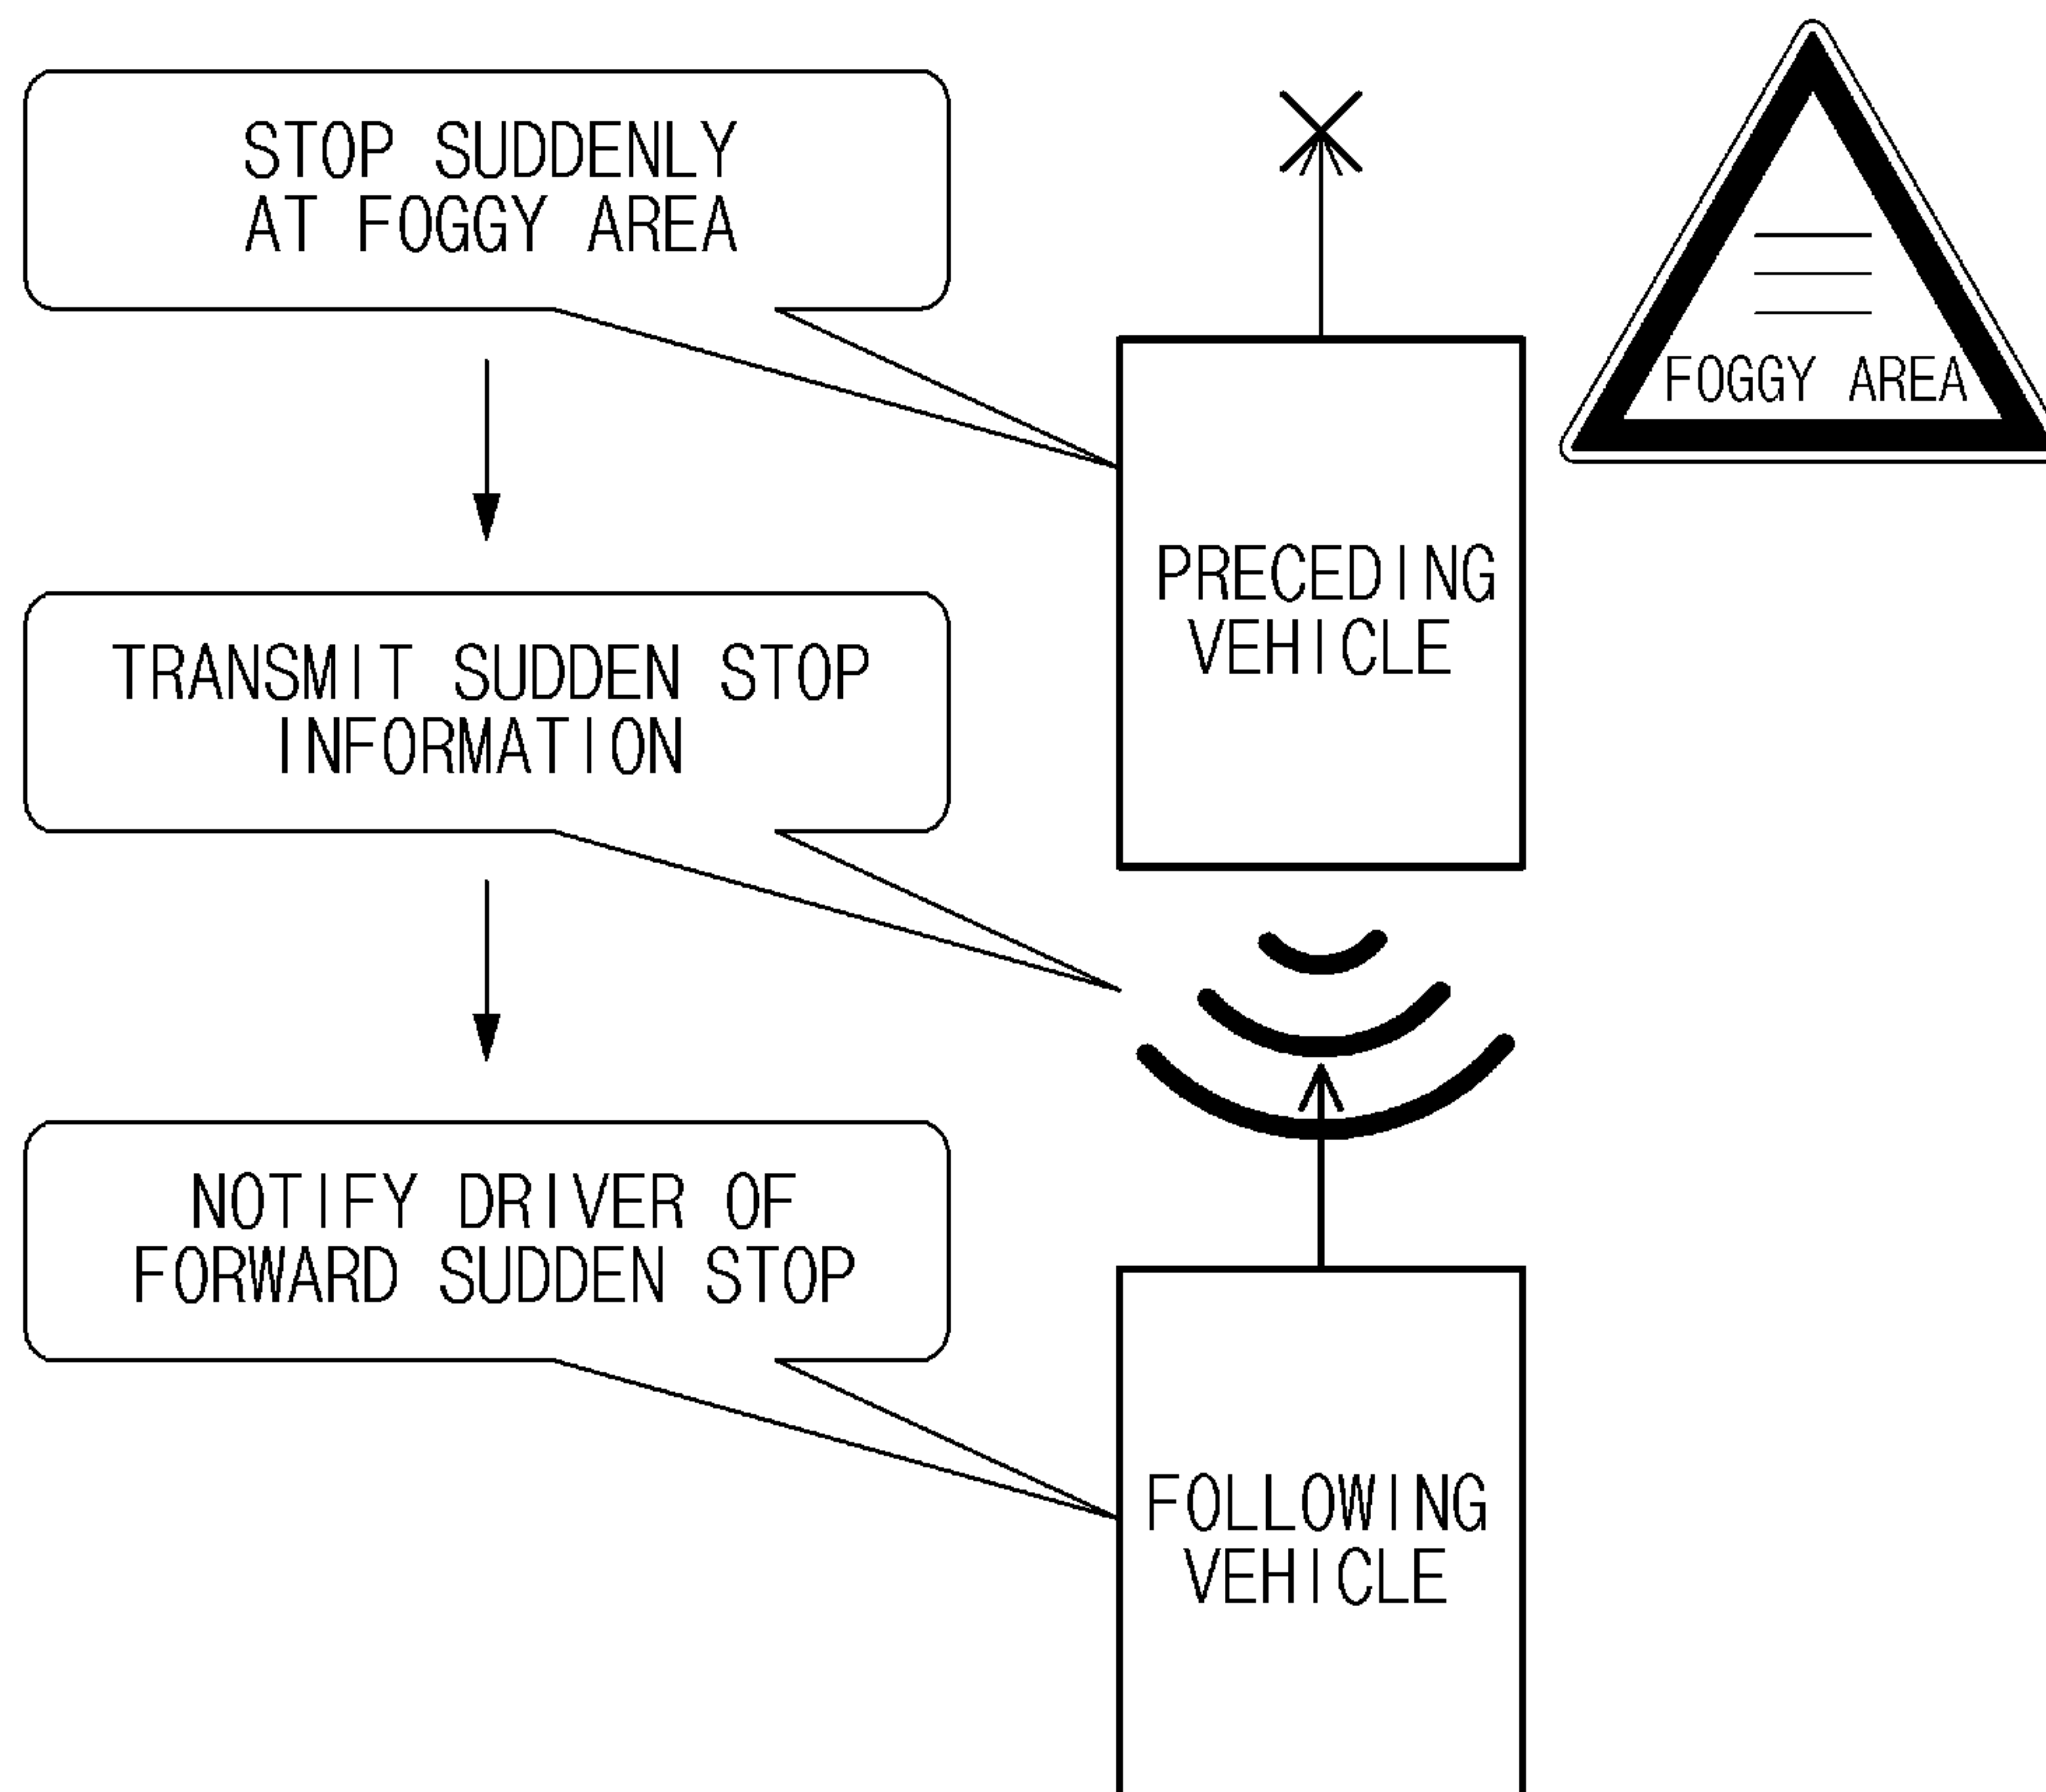 STOP SUDDENLY
AT FOGGY AREA
FOGGY AREA
PRECEDING
VEHICLE
TRANSMIT SUDDEN STOP
INFORMATION
NOTIFY DRIVER OF
FORWARD SUDDEN STOP
FOLLOWING
VEHICLE